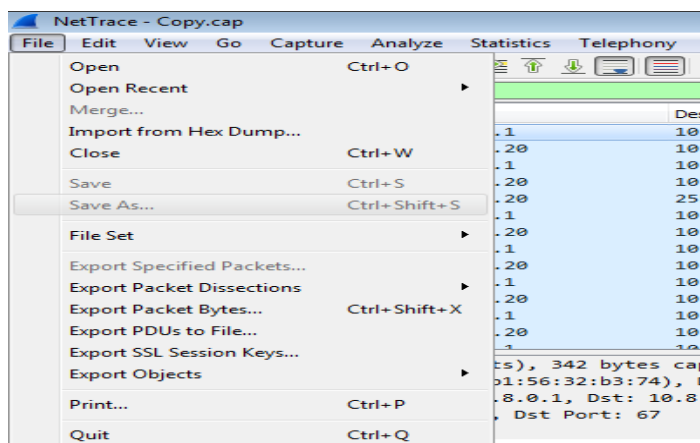 NetTrace - Copy.cap
File Edit View Go Capture Analyze Statistics Telephony
Open Ctrl+O
Open Recent
Merge...
Import from Hex Dump...
Close Ctrl+W
Save Ctrl+S
Save As... Ctrl+Shift+S
File Set
Export Specified Packets...
Export Packet Dissections
Export Packet Bytes... Ctrl+Shift+X
Export PDUs to File...
Export SSL Session Keys...
Export Objects
Print... Ctrl+P
Quit Ctrl+Q
Des
.1 10
.20 10
.1 10
.20 10
.20 25
.1 10
.20 10
.1 10
.20 10
.1 10
.20 10
.1 10
.20 10
ts), 342 bytes cap
b1:56:32:b3:74),
.8.0.1, Dst: 10.8
, Dst Port: 67